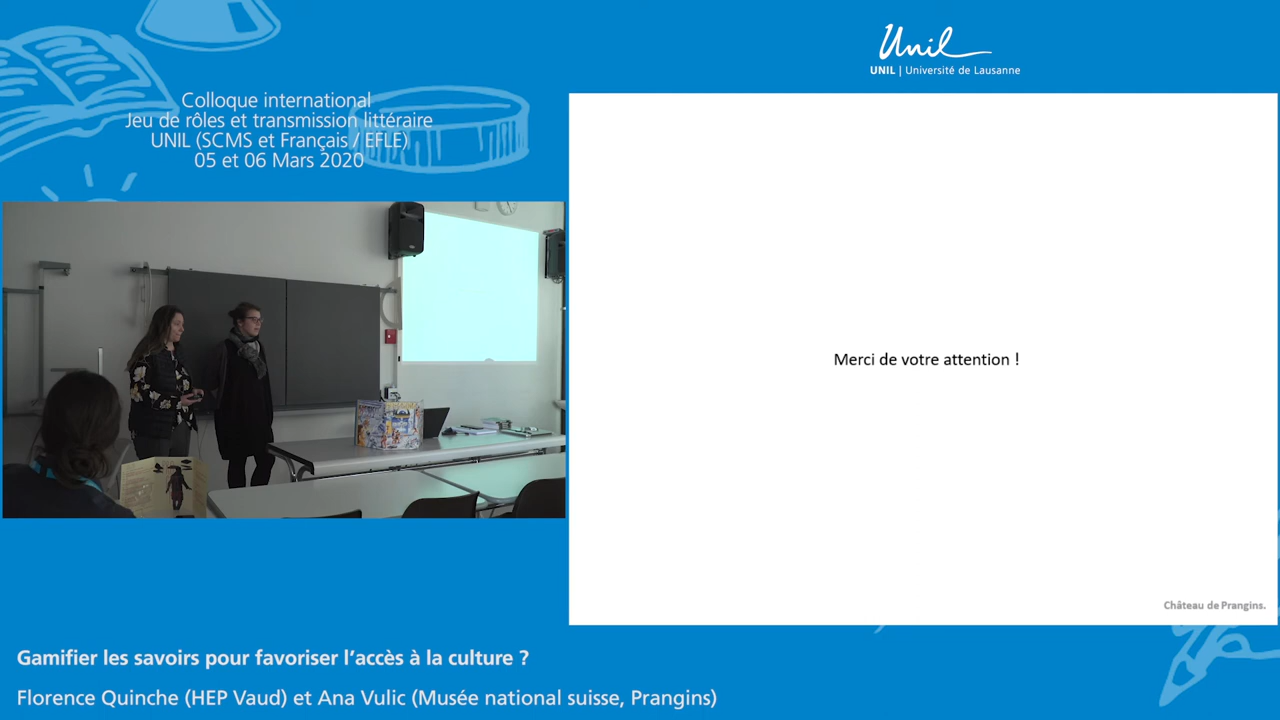 Unil
UNIL | Université de Lausanne
Colloque international
Jeu de rôles et transmission littéraire
UNIL (SCMS et Français / EFLE)
05 et 06 Mars 2020
Merci de votre attention !
Château de Prangins.
Gamifier les savoirs pour favoriser l'accès à la culture ?
Florence Quinche (HEP Vaud) et Ana Vulic (Musée national suisse, Prangins)